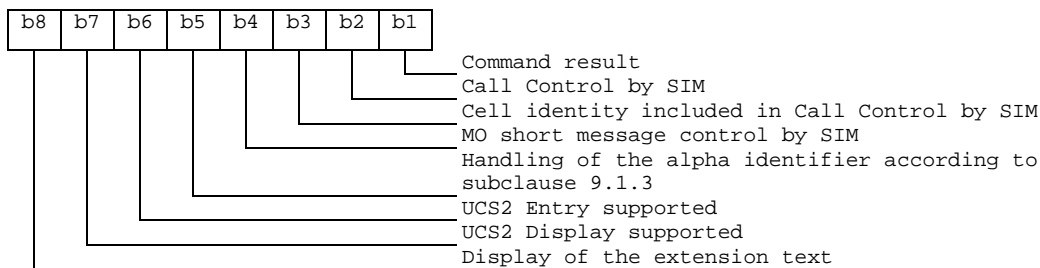 b8 b7 b6 b5 b4 b3 b2 b1
Command result
Call Control by SIM
Cell identity included in Call Control by SIM
MO short message control by SIM
Handling of the alpha identifier according to
subclause 9.1.3
UCS2 Entry supported
UCS2 Display supported
Display of the extension text